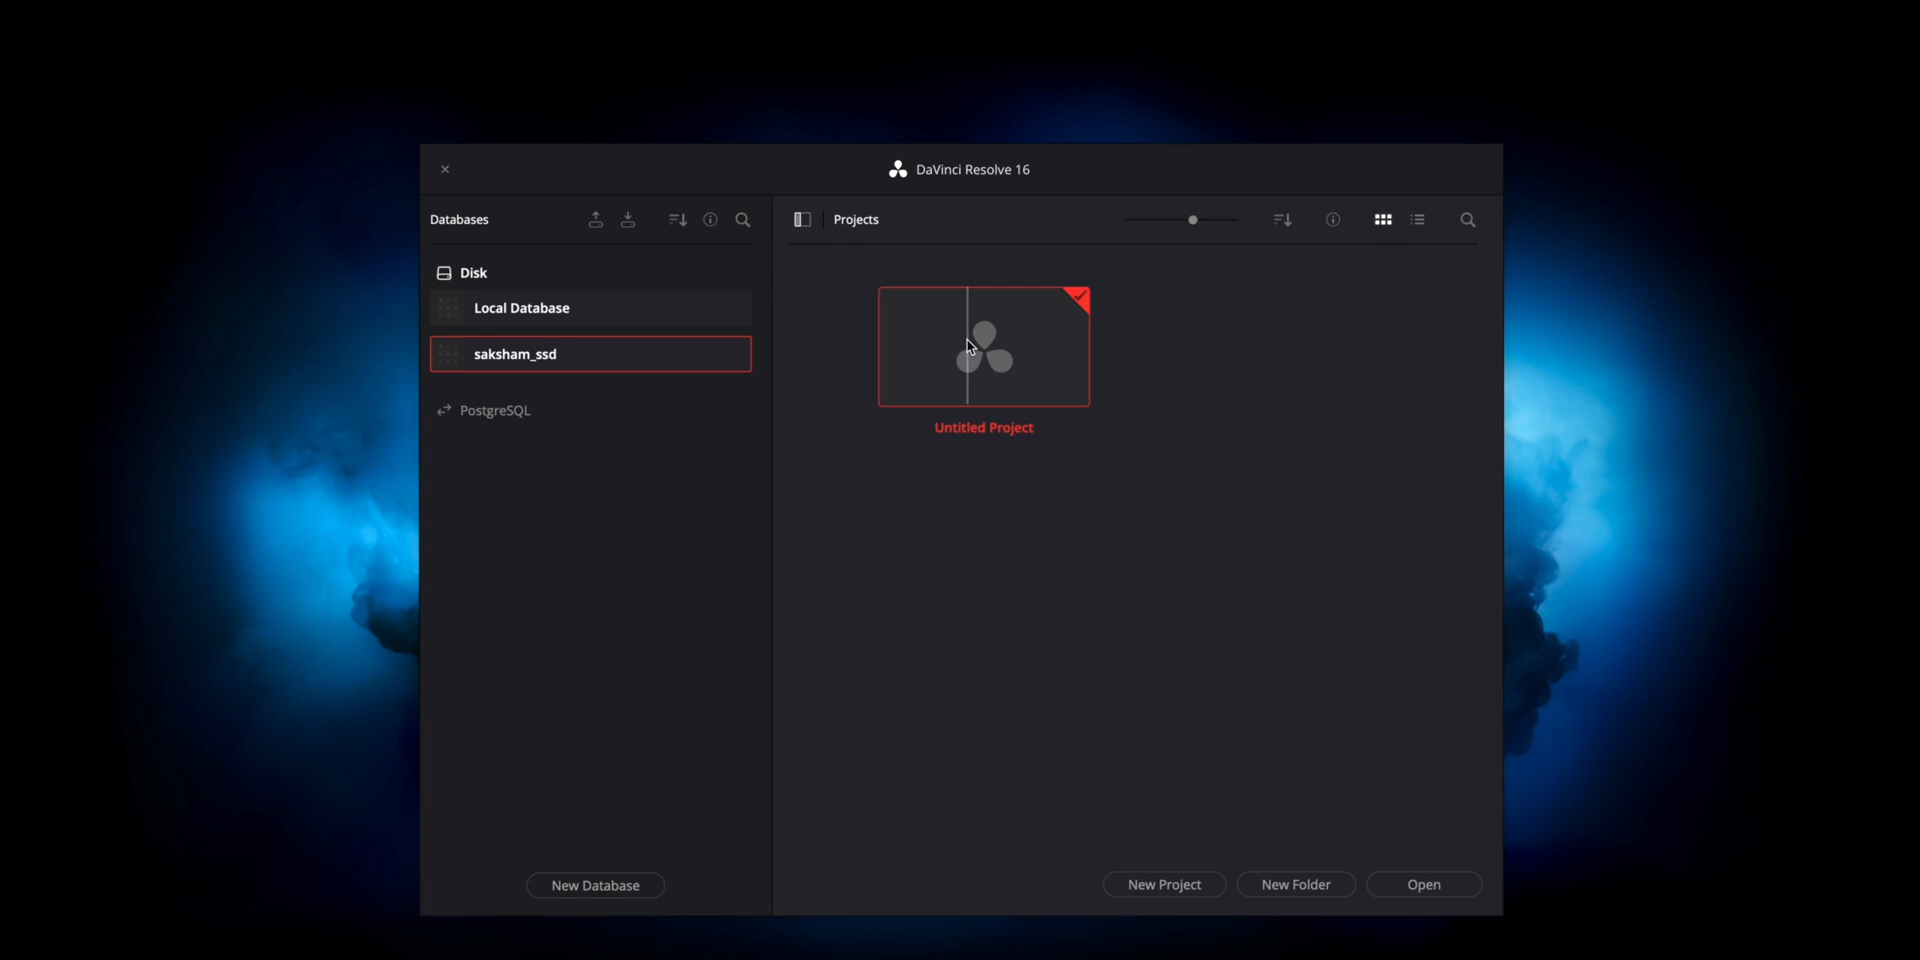 DaVinci Resolve 16
Databases
Projects
Disk
Local Database
saksham_ssd
PostgreSQL
Untitled Project
New Database
New Project
New Folder
Open